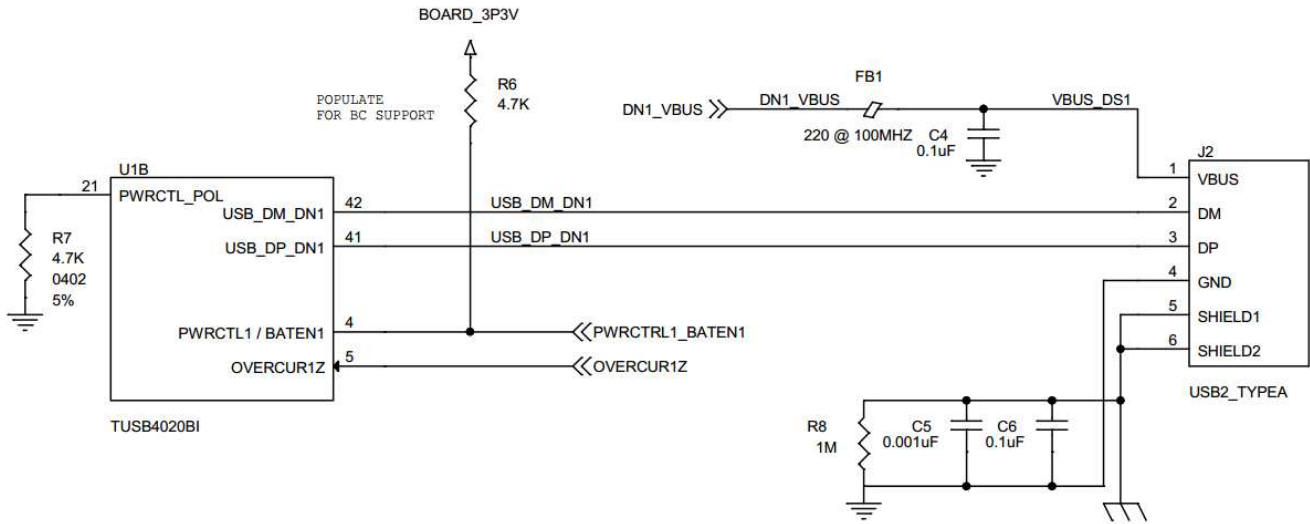 BOARD_3P3V
R6
4.7K
POPULATE
FOR BC SUPPORT
FB1
DN1_VBUS
DN1_VBUS
VBUS_DS1
220 @ 100MHZ
C4
0.1uF
J2
U1B
21
PWRCTL_POL
USB_DM_DN1
42
USB_DM_DN1
USB_DP_DN1
41
USB_DP_DN1
R7
4.7K
0402
5%
PWRCTL1 / BATEN1
4
PWRCTRL1_BATEN1
OVERCUR1Z
5
OVERCUR1Z
TUSB4020BI
1
VBUS
2
DM
3
DP
4
GND
5
SHIELD1
6
SHIELD2
USB2_TYPEA
R8
1M
C5
0.001uF
C6
0.1uF